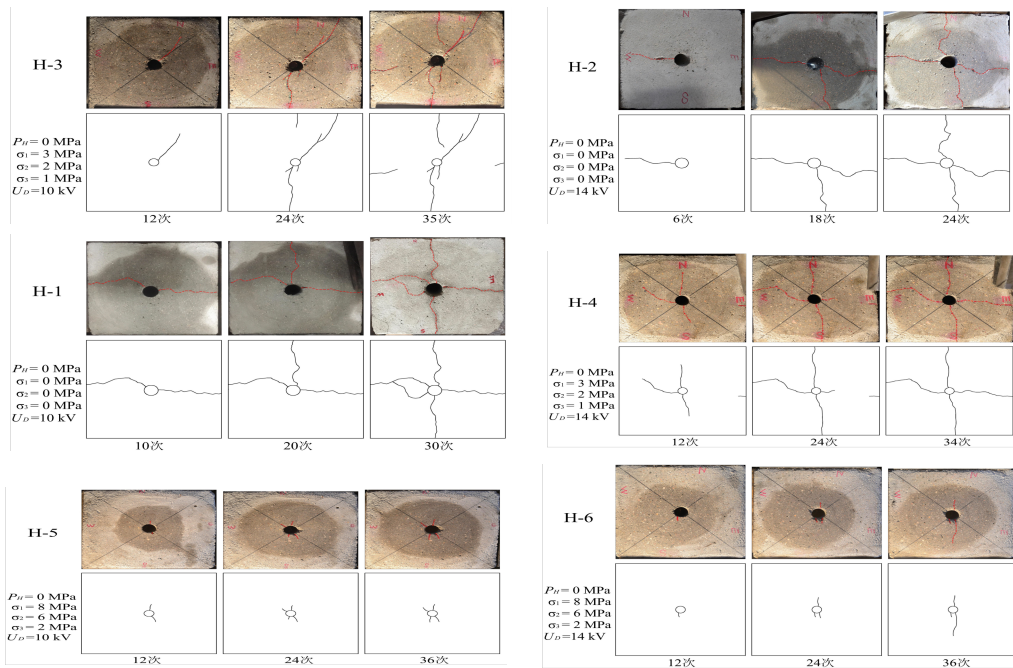 H-3
P_H = 0 MPa
σ₁ = 3 MPa
σ₂ = 2 MPa
σ₃ = 1 MPa
U_D=10 kV
12次
24次
35次
H-2
P_H = 0 MPa
σ₁ = 0 MPa
σ₂ = 0 MPa
σ₃ = 0 MPa
U_D=14 kV
W
E
S
N
6次
18次
24次
H-1
P_H = 0 MPa
σ₁ = 0 MPa
σ₂ = 0 MPa
σ₃ = 0 MPa
U_D=10 kV
10次
20次
30次
H-4
N
N
N
P_H = 0 MPa
σ₁ = 3 MPa
σ₂ = 2 MPa
σ₃ = 1 MPa
U_D=14 kV
12次
24次
34次
H-5
P_H = 0 MPa
σ₁ = 8 MPa
σ₂ = 6 MPa
σ₃ = 2 MPa
U_D=10 kV
12次
24次
36次
H-6
P_H = 0 MPa
σ₁ = 8 MPa
σ₂ = 6 MPa
σ₃ = 2 MPa
U_D=14 kV
12次
24次
36次